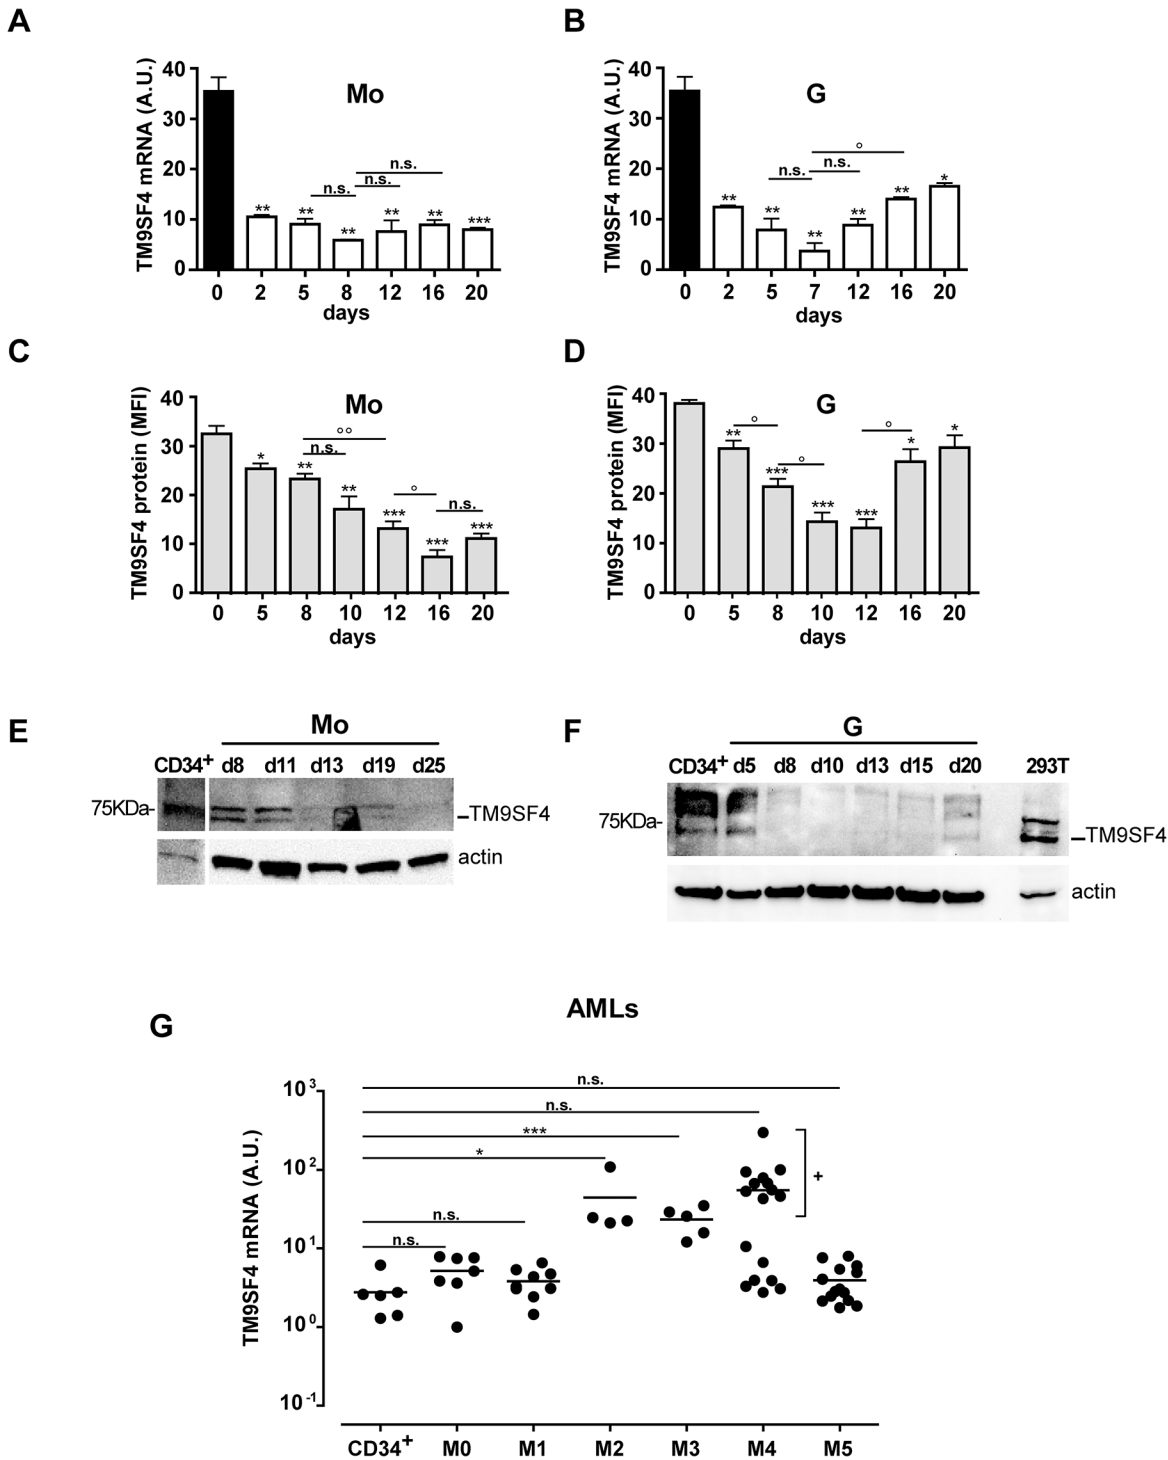 A
B
TM9SF4 mRNA (A.U.)
40
30
20
10
0
Mo
n.s.
n.s.
n.s.
** ** ** ** ** ***
0 2 5 8 12 16 20
days
TM9SF4 mRNA (A.U.)
40
30
20
10
0
G
°
n.s.
n.s.
** ** ** ** ** *
0 2 5 7 12 16 20
days
C
D
TM9SF4 protein (MFI)
40
30
20
10
0
Mo
°°
n.s.
°
n.s.
* ** ** *** *** ***
0 5 8 10 12 16 20
days
TM9SF4 protein (MFI)
40
30
20
10
0
G
°
°
°
** *** *** *** * *
0 5 8 10 12 16 20
days
E
Mo
CD34+ d8 d11 d13 d19 d25
75KDa-
–TM9SF4
actin
F
G
CD34+ d5 d8 d10 d13 d15 d20 293T
75KDa-
–TM9SF4
actin
G
AMLs
TM9SF4 mRNA (A.U.)
10³
10²
10¹
10⁰
10⁻¹
n.s.
n.s.
***
*
n.s.
n.s.
+
CD34+ M0 M1 M2 M3 M4 M5